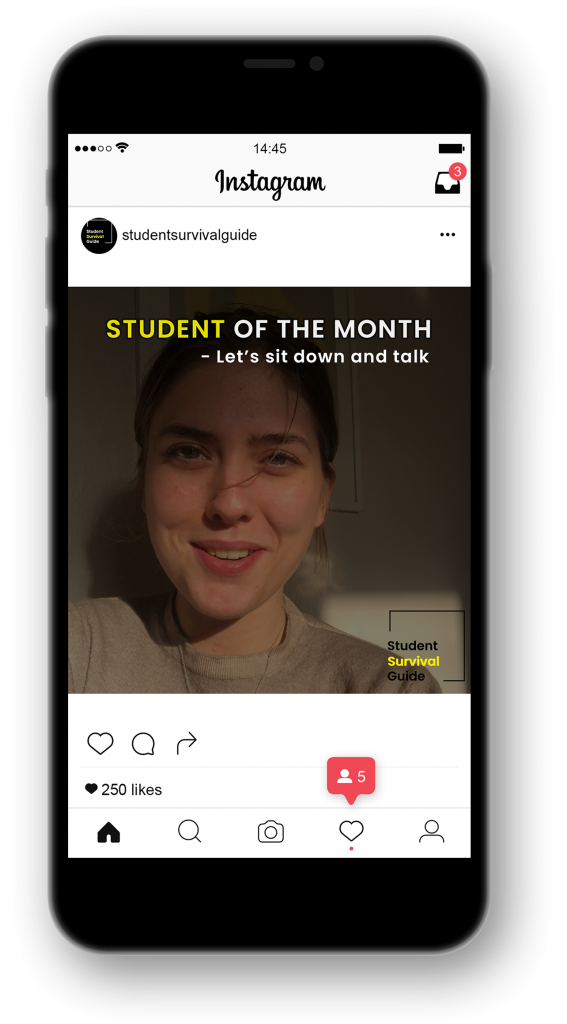 14:45
Instagram
3
Student
Survival
Guide
studentsurvivalguide
STUDENT OF THE MONTH
- Let's sit down and talk
Student
Survival
Guide
250 likes
5